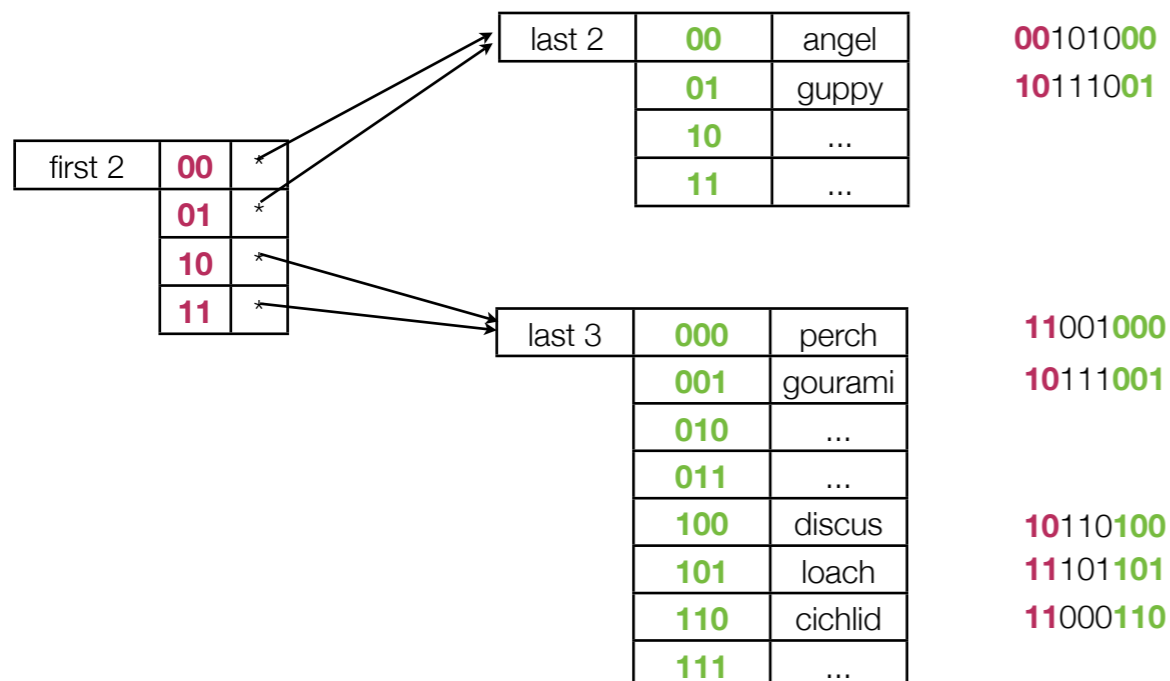 last 2 00 angel 00101000
01 guppy 10111001
10 ...
11 ...
first 2 00 *
01 *
10 *
11 *
last 3 000 perch 11001000
001 gourami 10111001
010 ...
011 ...
100 discus 10110100
101 loach 11101101
110 cichlid 11000110
111 ...